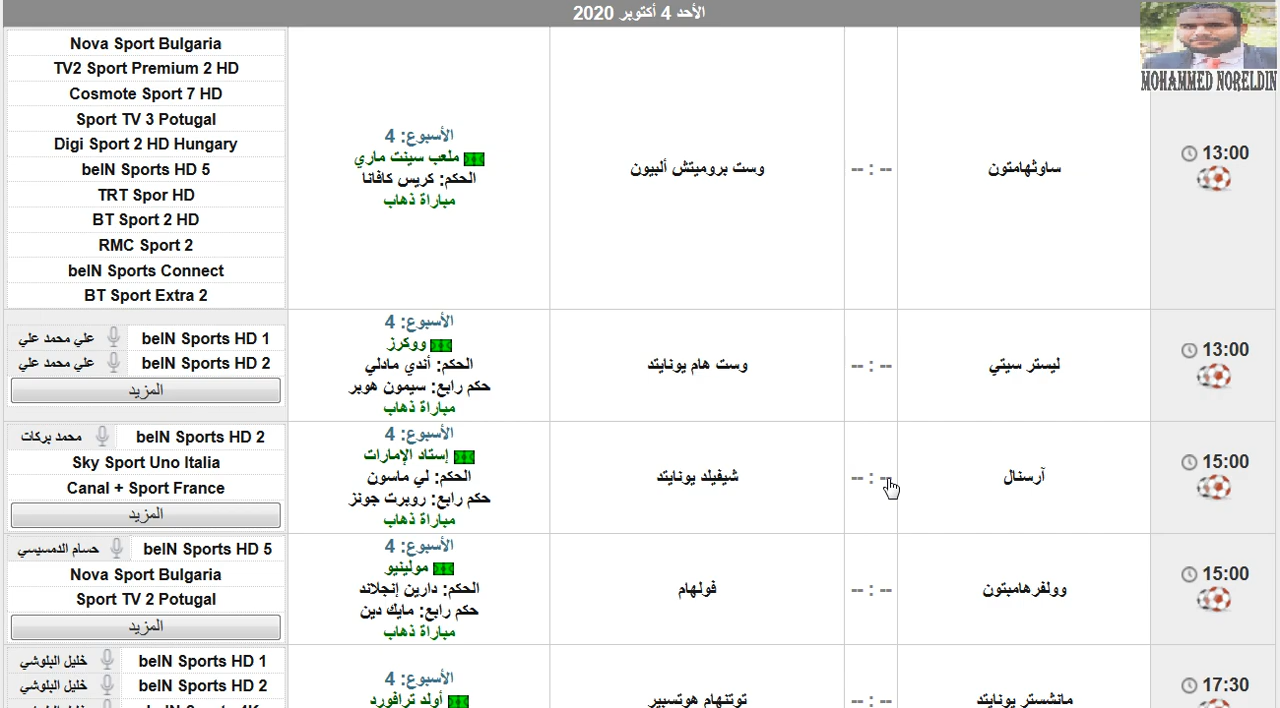 الأحد 4 أكتوبر 2020
MOHAMMED NORELDIN
13:00
ساوثهامتون
-- : --
وست بروميتش ألبيون
الأسبوع: 4
ملعب سينت ماري
الحكم: كريس كافانا
مباراة ذهاب
Nova Sport Bulgaria
TV2 Sport Premium 2 HD
Cosmote Sport 7 HD
Sport TV 3 Potugal
Digi Sport 2 HD Hungary
beIN Sports HD 5
TRT Spor HD
BT Sport 2 HD
RMC Sport 2
beIN Sports Connect
BT Sport Extra 2
13:00
ليستر سيتي
-- : --
وست هام يونايتد
الأسبوع: 4
ووكرز
الحكم: أندي مادلي
حكم رابع: سيمون هوبر
مباراة ذهاب
beIN Sports HD 1 علي محمد علي
beIN Sports HD 2 علي محمد علي
المزيد
15:00
آرسنال
-- : --
شيفيلد يونايتد
الأسبوع: 4
إستاد الإمارات
الحكم: لي ماسون
حكم رابع: روبرت جونز
مباراة ذهاب
beIN Sports HD 2 محمد بركات
Sky Sport Uno Italia
Canal + Sport France
المزيد
15:00
وولفرهامبتون
-- : --
فولهام
الأسبوع: 4
مولينيو
الحكم: دارين إنجلاند
حكم رابع: مايك دين
مباراة ذهاب
beIN Sports HD 5 حسام الدمسيسي
Nova Sport Bulgaria
Sport TV 2 Potugal
المزيد
17:30
مانشستر يونايتد
-- : --
توتنهام هوتسبير
الأسبوع: 4
أولد ترافورد
beIN Sports HD 1 خليل البلوشي
beIN Sports HD 2 خليل البلوشي